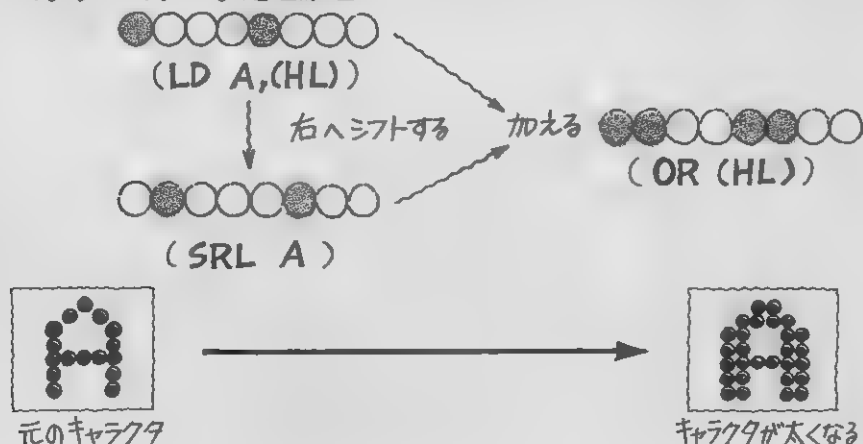 (LD A,(HL))
右へシフトする
加える
(OR (HL))
(SRL A)
元のキャラクタ
キャラクタが太くなる